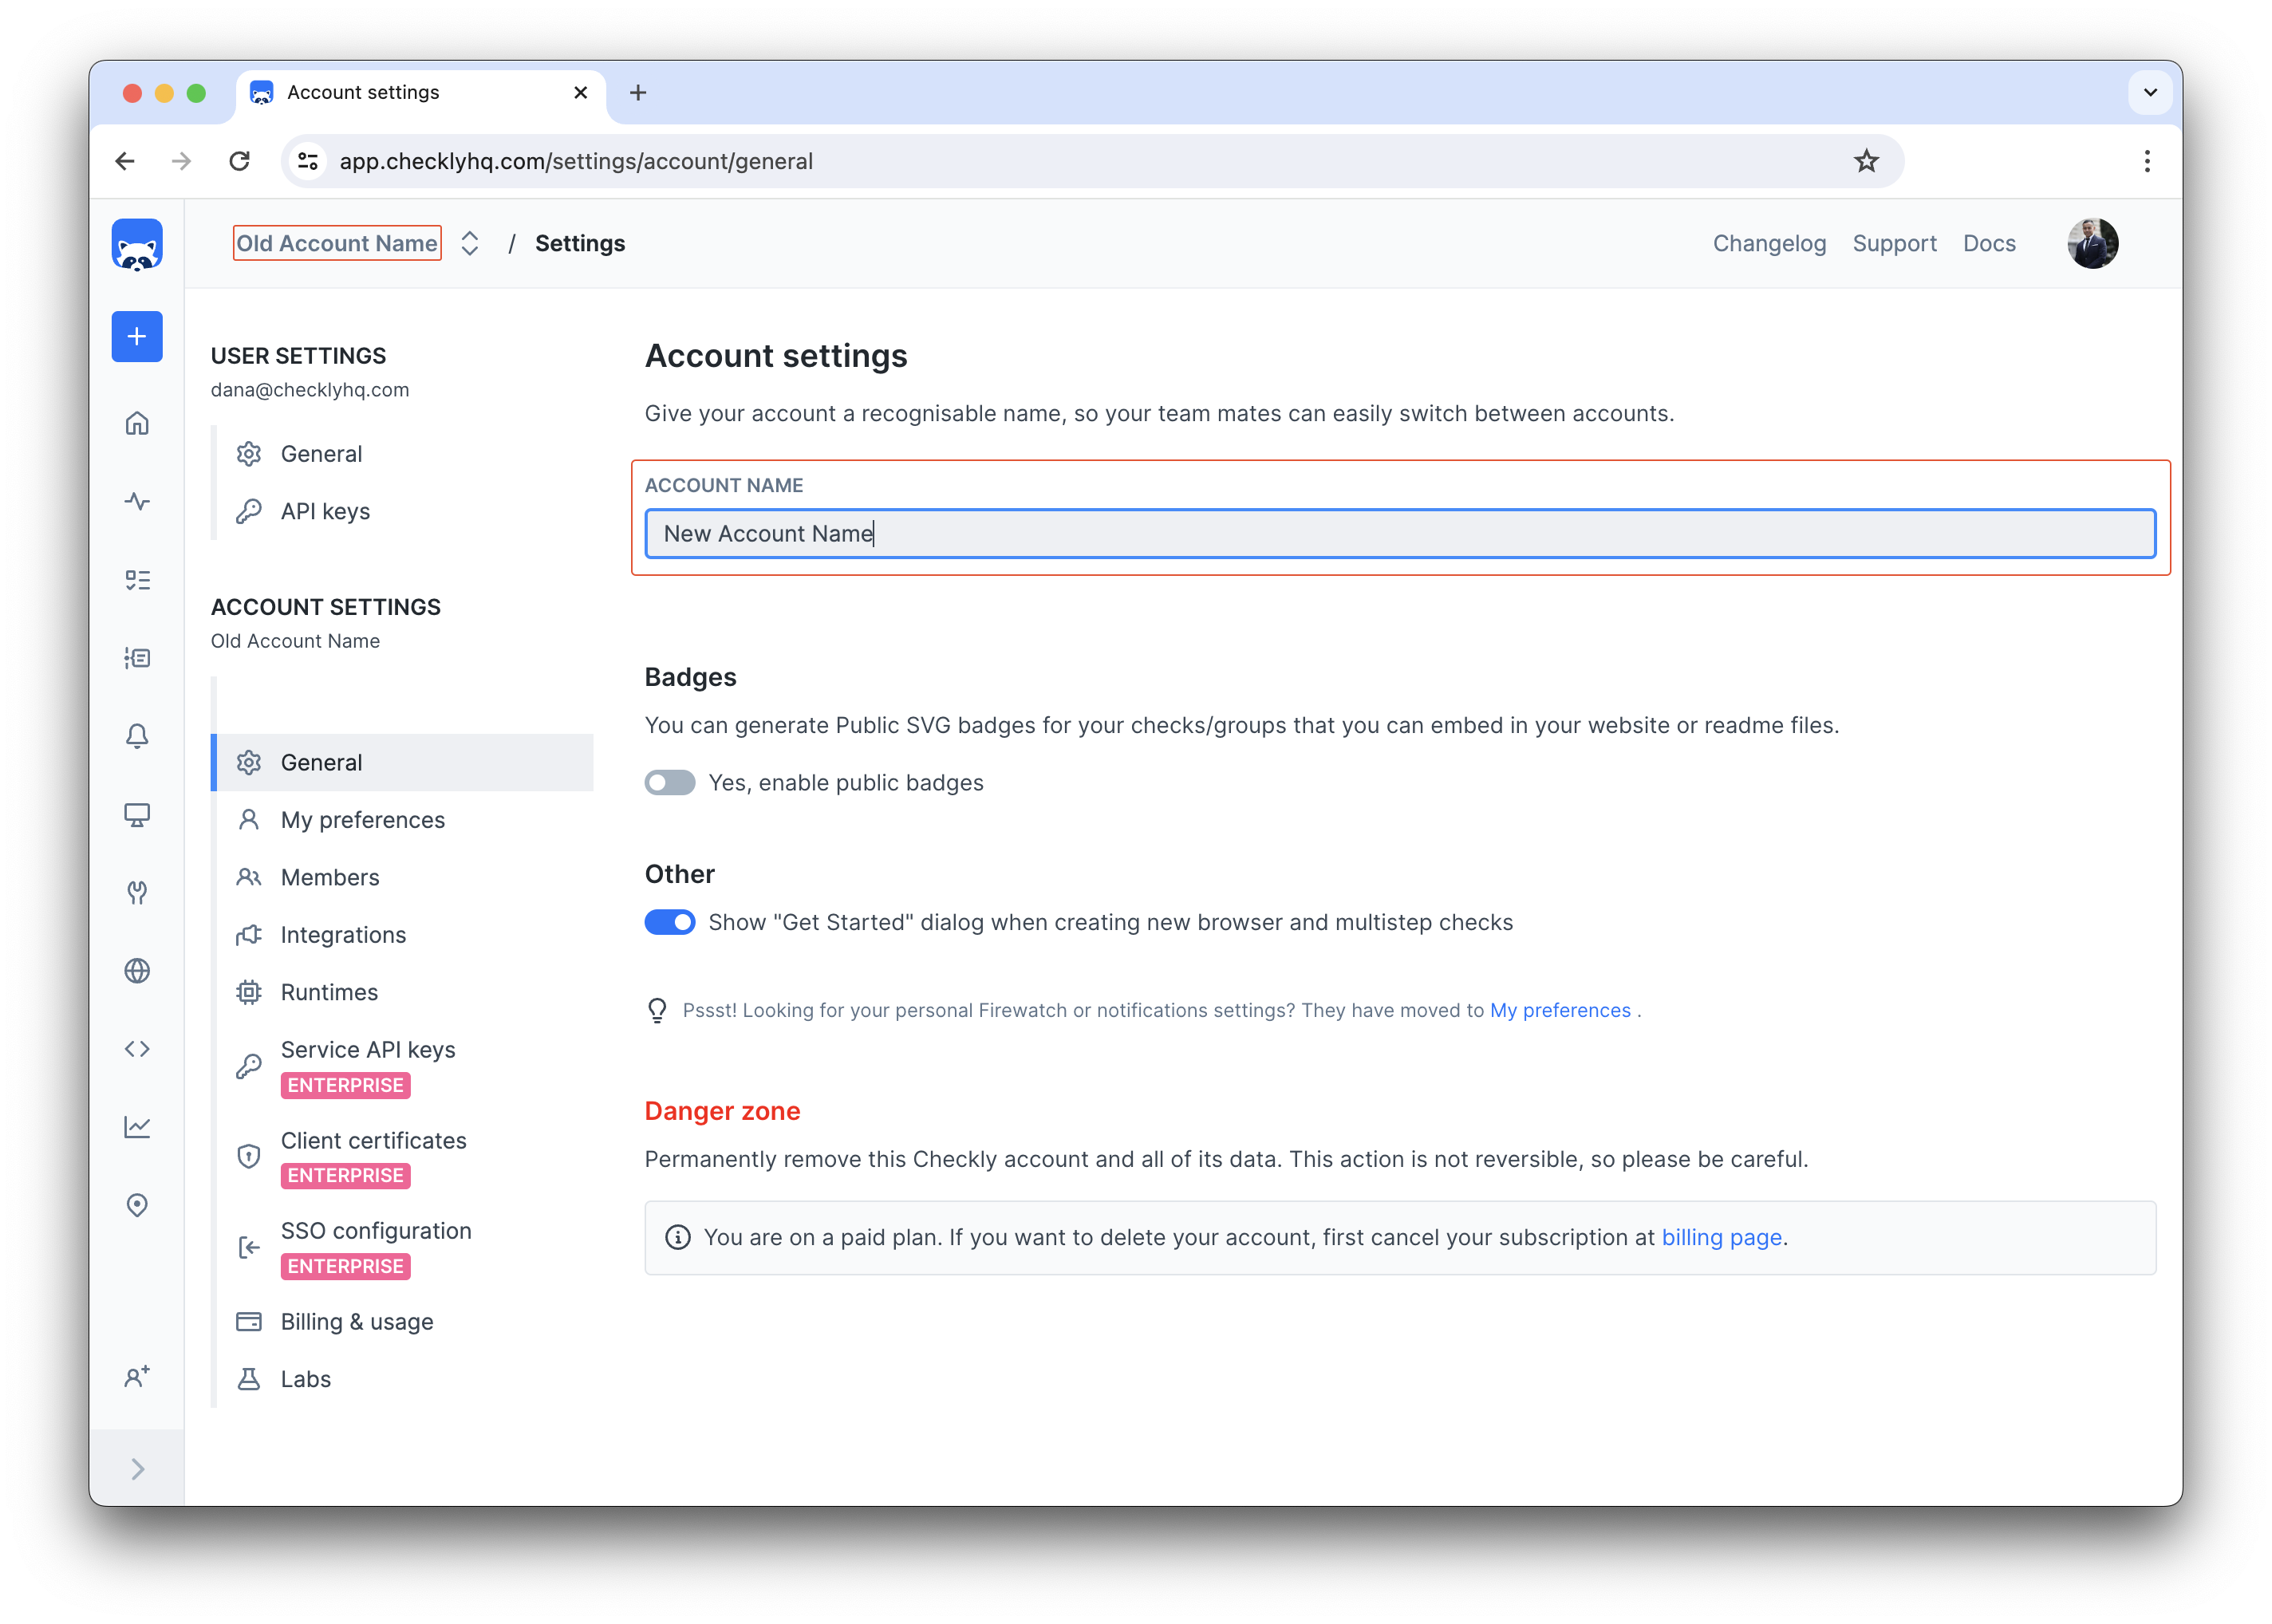 Account settings
app.checklyhq.com/settings/account/general
Old Account Name / Settings
Changelog Support Docs
USER SETTINGS
dana@checklyhq.com
General
API keys
ACCOUNT SETTINGS
Old Account Name
General
My preferences
Members
Integrations
Runtimes
Service API keys
ENTERPRISE
Client certificates
ENTERPRISE
SSO configuration
ENTERPRISE
Billing & usage
Labs
Account settings
Give your account a recognisable name, so your team mates can easily switch between accounts.
ACCOUNT NAME
New Account Name
Badges
You can generate Public SVG badges for your checks/groups that you can embed in your website or readme files.
Yes, enable public badges
Other
Show "Get Started" dialog when creating new browser and multistep checks
Pssst! Looking for your personal Firewatch or notifications settings? They have moved to My preferences .
Danger zone
Permanently remove this Checkly account and all of its data. This action is not reversible, so please be careful.
You are on a paid plan. If you want to delete your account, first cancel your subscription at billing page.